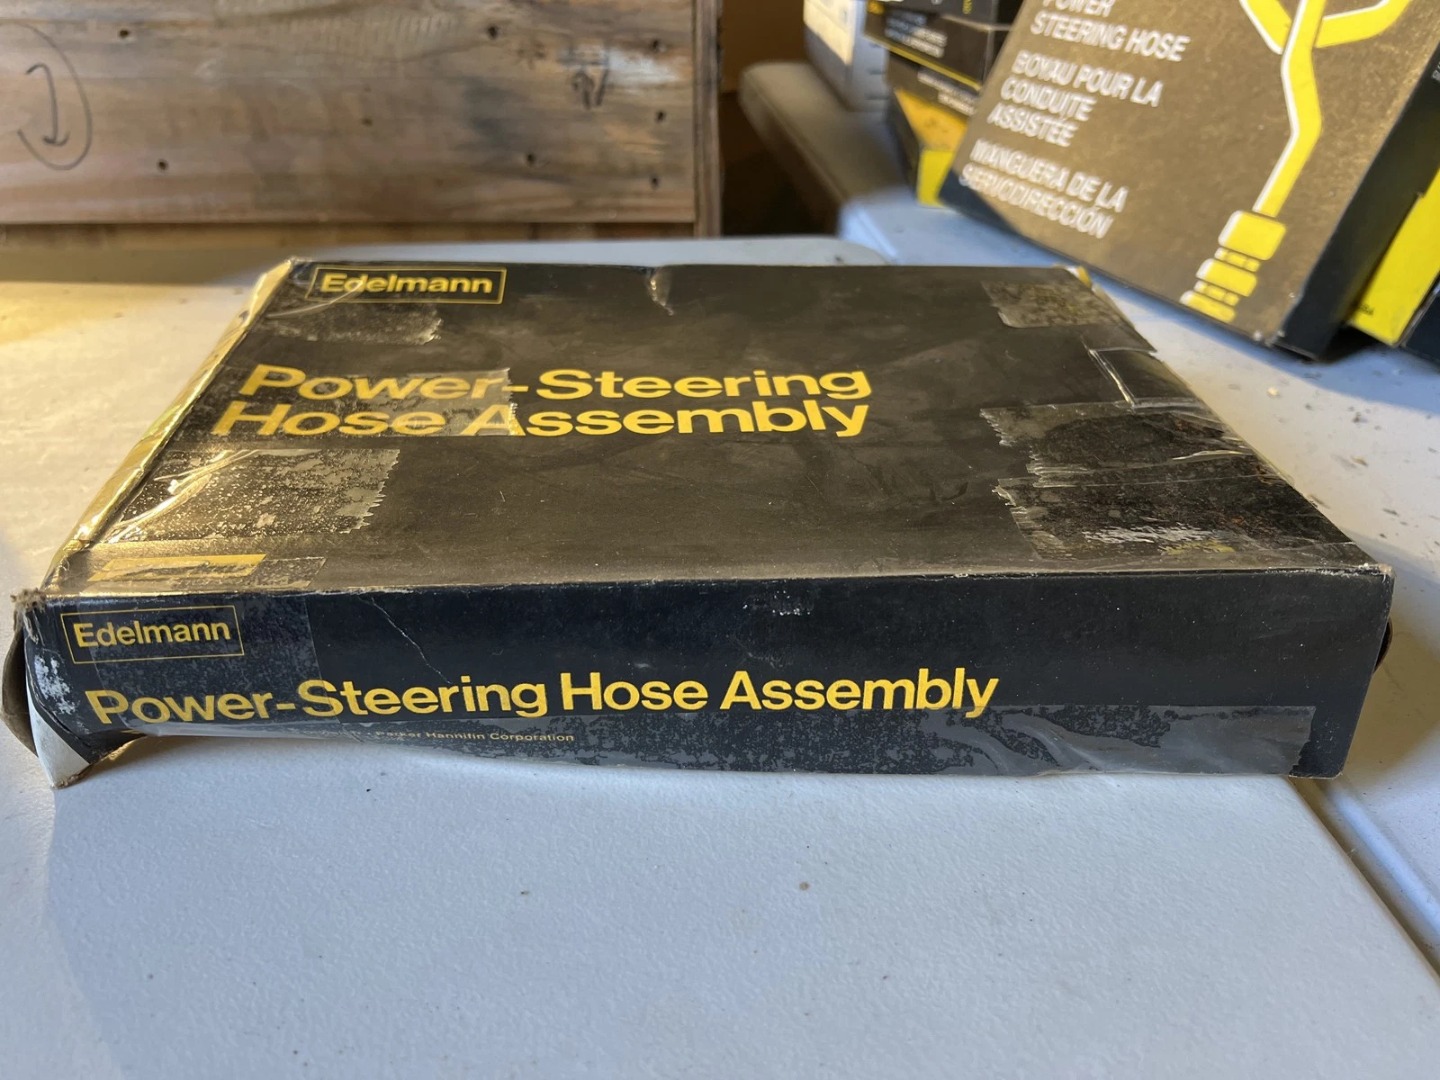 POWER
STEERING HOSE
BOYAU POUR LA
CONDUITE
ASSISTÉE
MANGUERA DE LA
SERVODIRECCIÓN
Edelmann
Power-Steering
Hose Assembly
Edelmann
Power-Steering Hose Assembly
Parker Hannifin Corporation